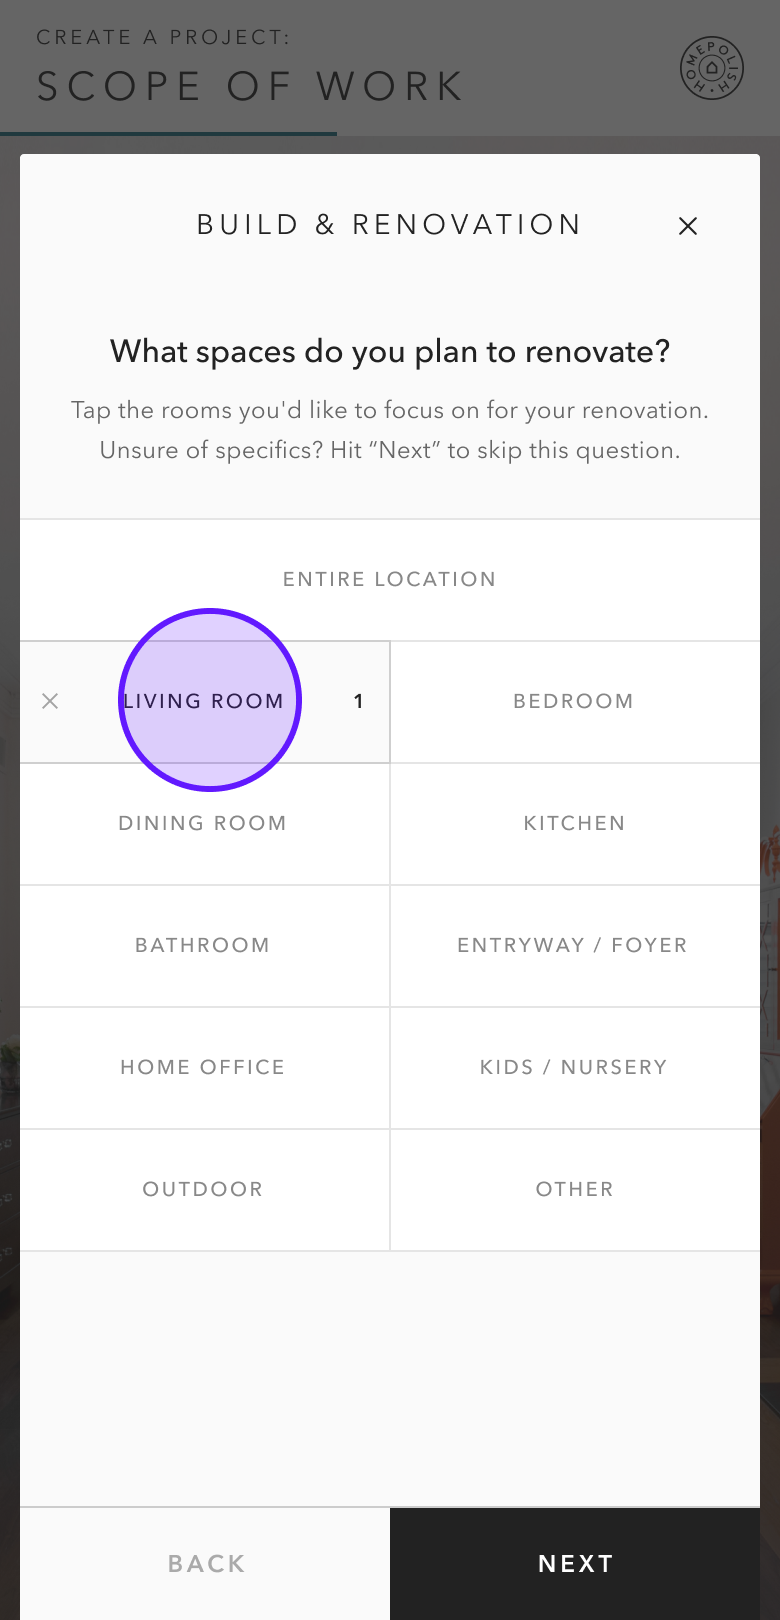 CREATE A PROJECT:
SCOPE OF WORK
HOMEPOLISH
BUILD & RENOVATION
What spaces do you plan to renovate?
Tap the rooms you'd like to focus on for your renovation.
Unsure of specifics? Hit “Next” to skip this question.
ENTIRE LOCATION
LIVING ROOM 1
BEDROOM
DINING ROOM
KITCHEN
BATHROOM
ENTRYWAY / FOYER
HOME OFFICE
KIDS / NURSERY
OUTDOOR
OTHER
BACK
NEXT